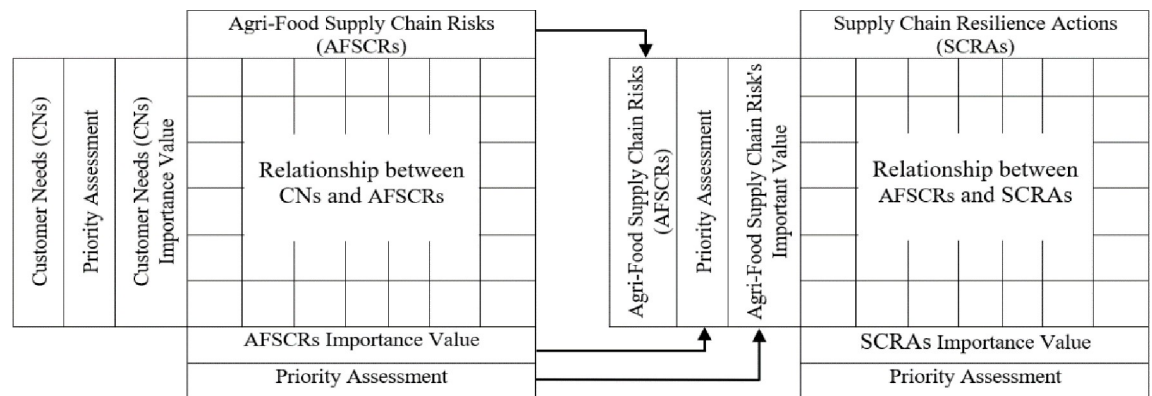 Agri-Food Supply Chain Risks
(AFSCRs)
Customer Needs (CNs)
Priority Assessment
Customer Needs (CNs)
Importance Value
Relationship between
CNs and AFSCRs
AFSCRs Importance Value
Priority Assessment
Supply Chain Resilience Actions
(SCRAs)
Agri-Food Supply Chain Risks
(AFSCRs)
Priority Assessment
Agri-Food Supply Chain Risk's
Important Value
Relationship between
AFSCRs and SCRAs
SCRAs Importance Value
Priority Assessment